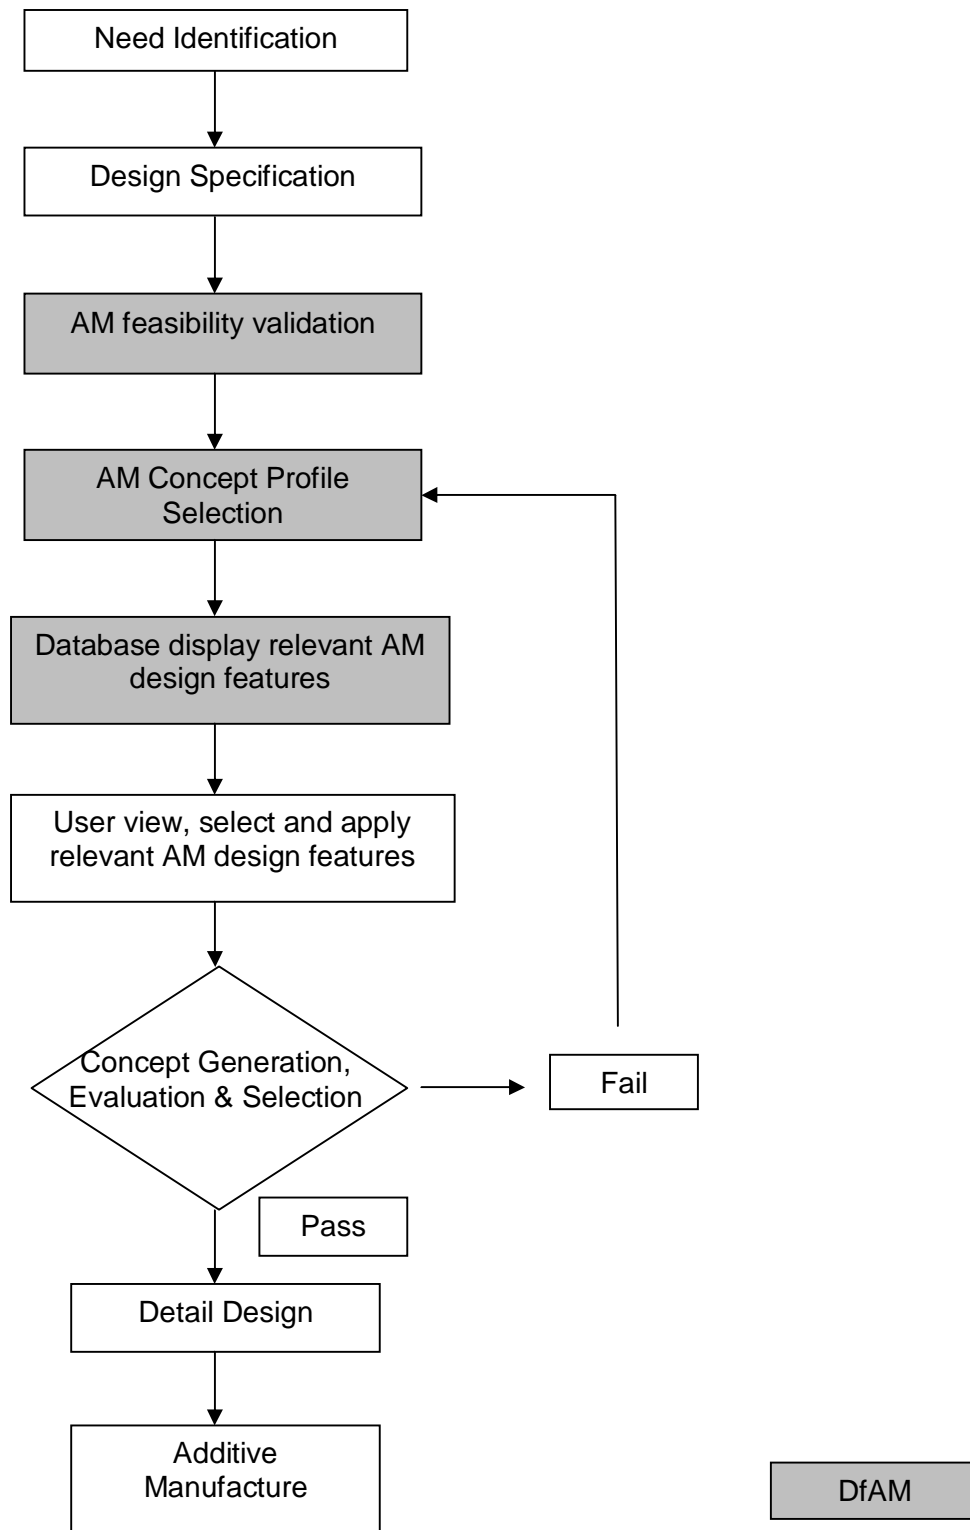 Need Identification
Design Specification
AM feasibility validation
AM Concept Profile
Selection
Database display relevant AM
design features
User view, select and apply
relevant AM design features
Concept Generation,
Evaluation & Selection
Fail
Pass
Detail Design
Additive
Manufacture
DfAM